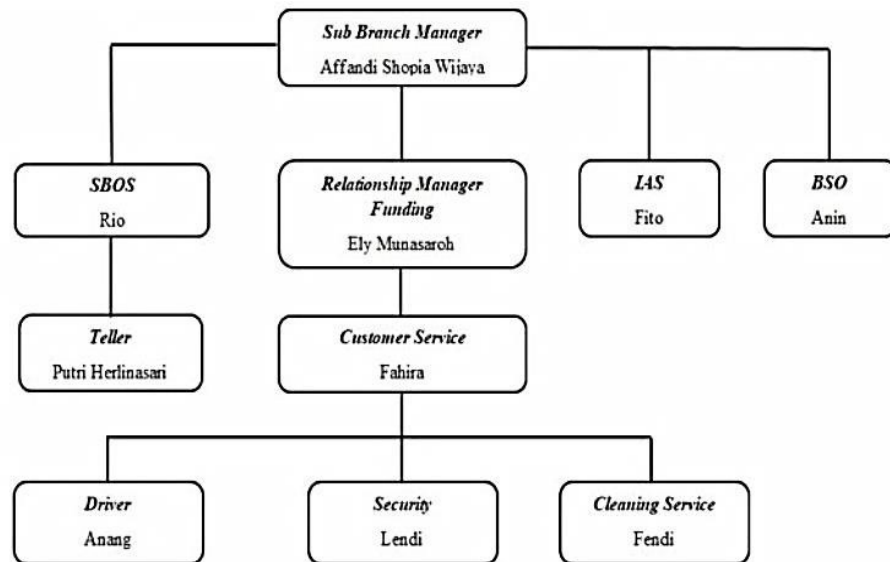 Sub Branch Manager
Affandi Shopia Wijaya
SBOS
Rio
Relationship Manager
Funding
Ely Munasaroh
IAS
Fito
BSO
Anin
Teller
Putri Herlinasari
Customer Service
Fahira
Driver
Anang
Security
Lendi
Cleaning Service
Fendi